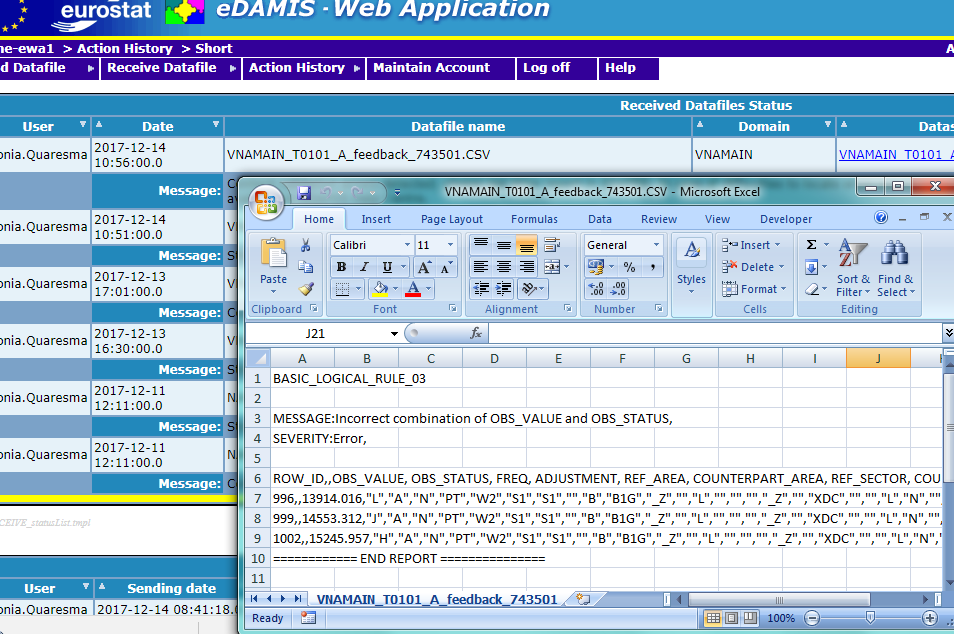 eurostat
eDAMIS - Web Application
ne-ewa1 > Action History > Short
d Datafile Receive Datafile Action History Maintain Account Log off Help
Received Datafiles Status
User Date Datafile name Domain Datas
onia.Quaresma 2017-12-14 10:56:00.0 VNAMAIN_T0101_A_feedback_743501.CSV VNAMAIN VNAMAIN_T0101_A
Message:
onia.Quaresma 2017-12-14 10:51:00.0
Message:
onia.Quaresma 2017-12-13 17:01:00.0
Message:
onia.Quaresma 2017-12-13 16:30:00.0
Message:
onia.Quaresma 2017-12-11 12:11:00.0
Message:
onia.Quaresma 2017-12-11 12:11:00.0
Message:
CEIVE_statusList.tmpl
User Sending date
onia.Quaresma 2017-12-14 08:41:18.0
VNAMAIN_T0101_A_feedback_743501.CSV - Microsoft Excel
Home Insert Page Layout Formulas Data Review View Developer
Paste
Clipboard
Calibri 11
B I U A A
A
Font
Alignment
General
% ,
Number
Styles
Insert
Delete
Format
Cells
Σ
Sort & Filter
Find & Select
Editing
J21 fx
A B C D E F G H I J
1 BASIC_LOGICAL_RULE_03
2
3 MESSAGE:Incorrect combination of OBS_VALUE and OBS_STATUS,
4 SEVERITY:Error,
5
6 ROW_ID,,OBS_VALUE, OBS_STATUS, FREQ, ADJUSTMENT, REF_AREA, COUNTERPART_AREA, REF_SECTOR, COU
7 996,,13914.016,"L","A","N","PT","W2","S1","S1","","B","B1G","_Z","","L","","","","_Z","","XDC","","","L","N",""
8 999,,14553.312,"J","A","N","PT","W2","S1","S1","","B","B1G","_Z","","L","","","","_Z","","XDC","","","L","N",""
9 1002,,15245.957,"H","A","N","PT","W2","S1","S1","","B","B1G","_Z","","L","","","","_Z","","XDC","","","L","N",
10 ============ END REPORT ===============
11
VNAMAIN_T0101_A_feedback_743501
Ready 100%